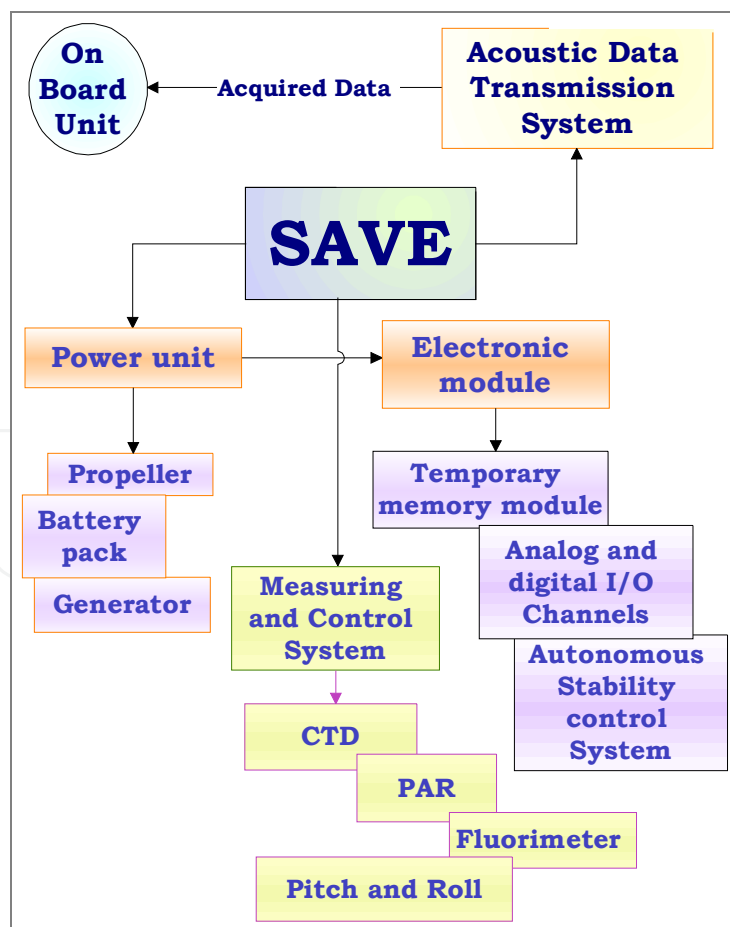 On
Board
Unit
Acquired Data
Acoustic Data
Transmission
System
SAVE
Power unit
Electronic
module
Propeller
Battery
pack
Generator
Temporary
memory module
Analog and
digital I/O
Channels
Autonomous
Stability
control
System
Measuring
and Control
System
CTD
PAR
Fluorimeter
Pitch and Roll